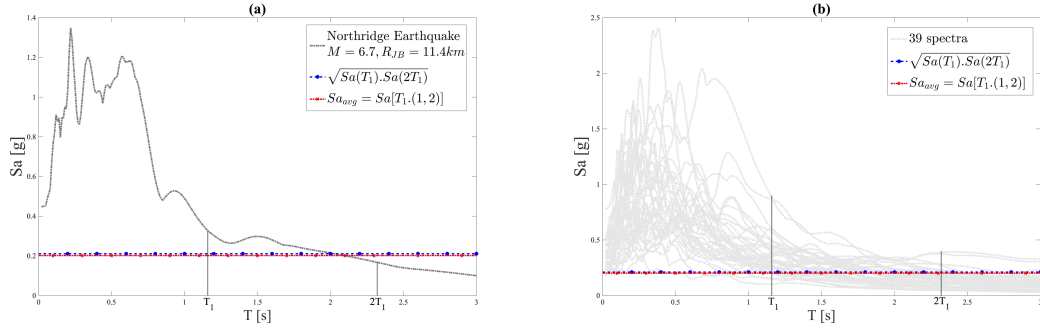 (a)
Sa [g]
1.4
1.2
1
0.8
0.6
0.4
0.2
0
Northridge Earthquake
M = 6.7, R_JB = 11.4km
√Sa(T₁).Sa(2T₁)
Sa_avg = Sa[T₁.(1, 2)]
0 0.5 1 T₁ 1.5 2 2T₁ 2.5 3
T [s]
(b)
Sa [g]
2.5
2
1.5
1
0.5
0
39 spectra
√Sa(T₁).Sa(2T₁)
Sa_avg = Sa[T₁.(1, 2)]
0 0.5 1 T₁ 1.5 2 2T₁ 2.5 3
T [s]